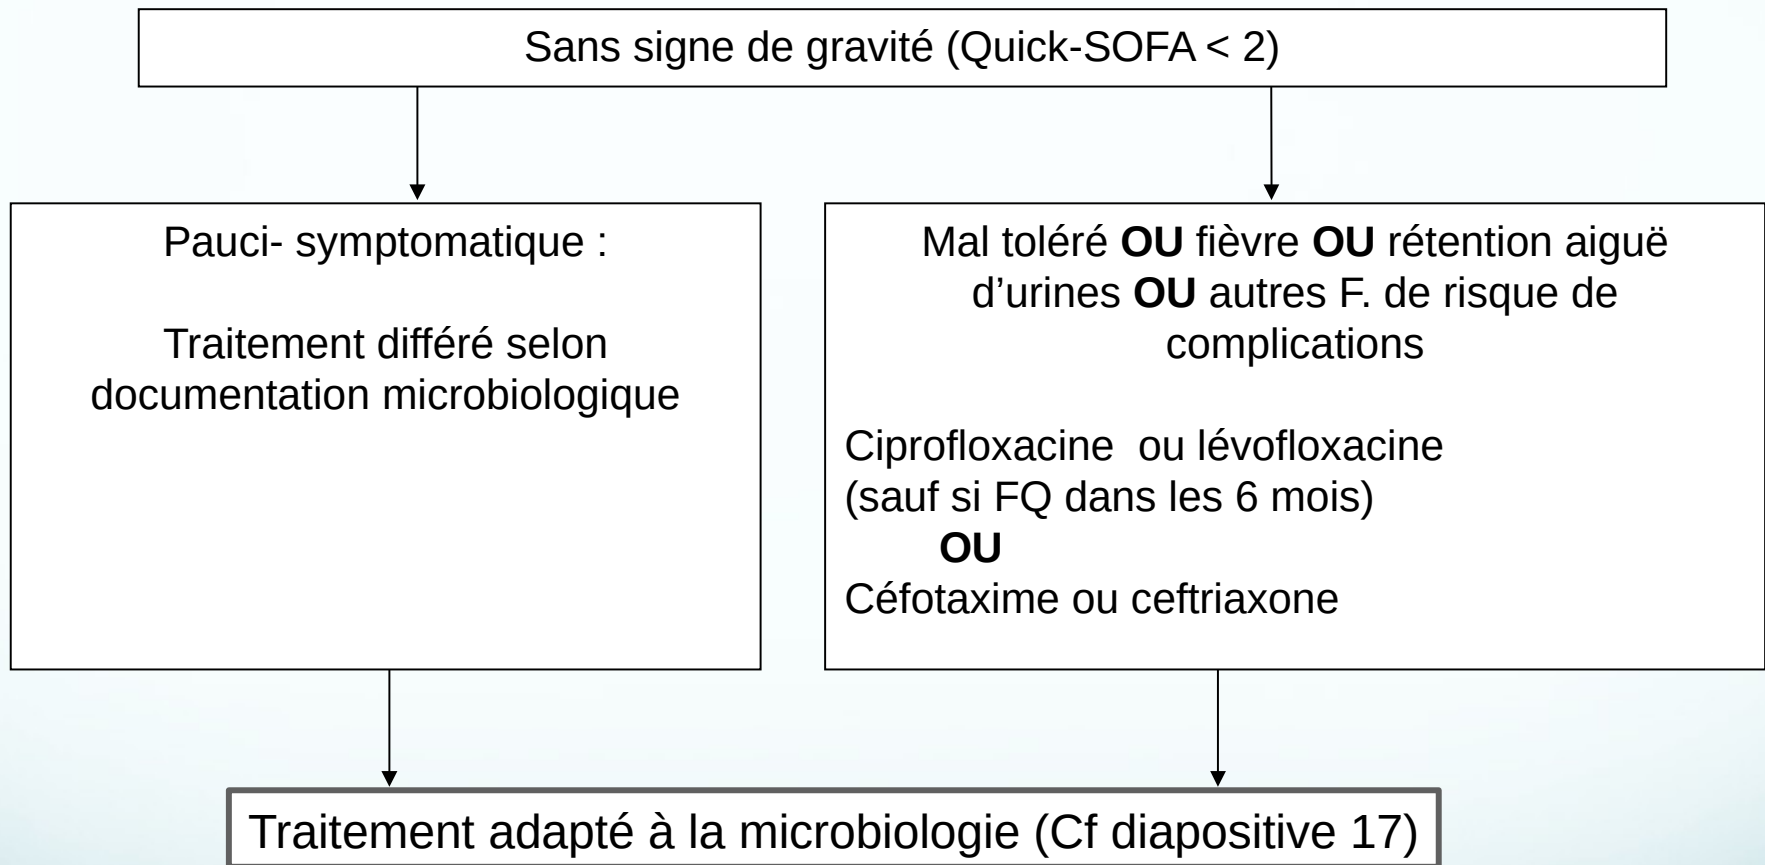 Sans signe de gravité (Quick-SOFA < 2)
Pauci- symptomatique :
Traitement différé selon
documentation microbiologique
Mal toléré OU fièvre OU rétention aiguë
d’urines OU autres F. de risque de
complications
Ciprofloxacine  ou lévofloxacine
(sauf si FQ dans les 6 mois)
OU
Céfotaxime ou ceftriaxone
Traitement adapté à la microbiologie (Cf diapositive 17)